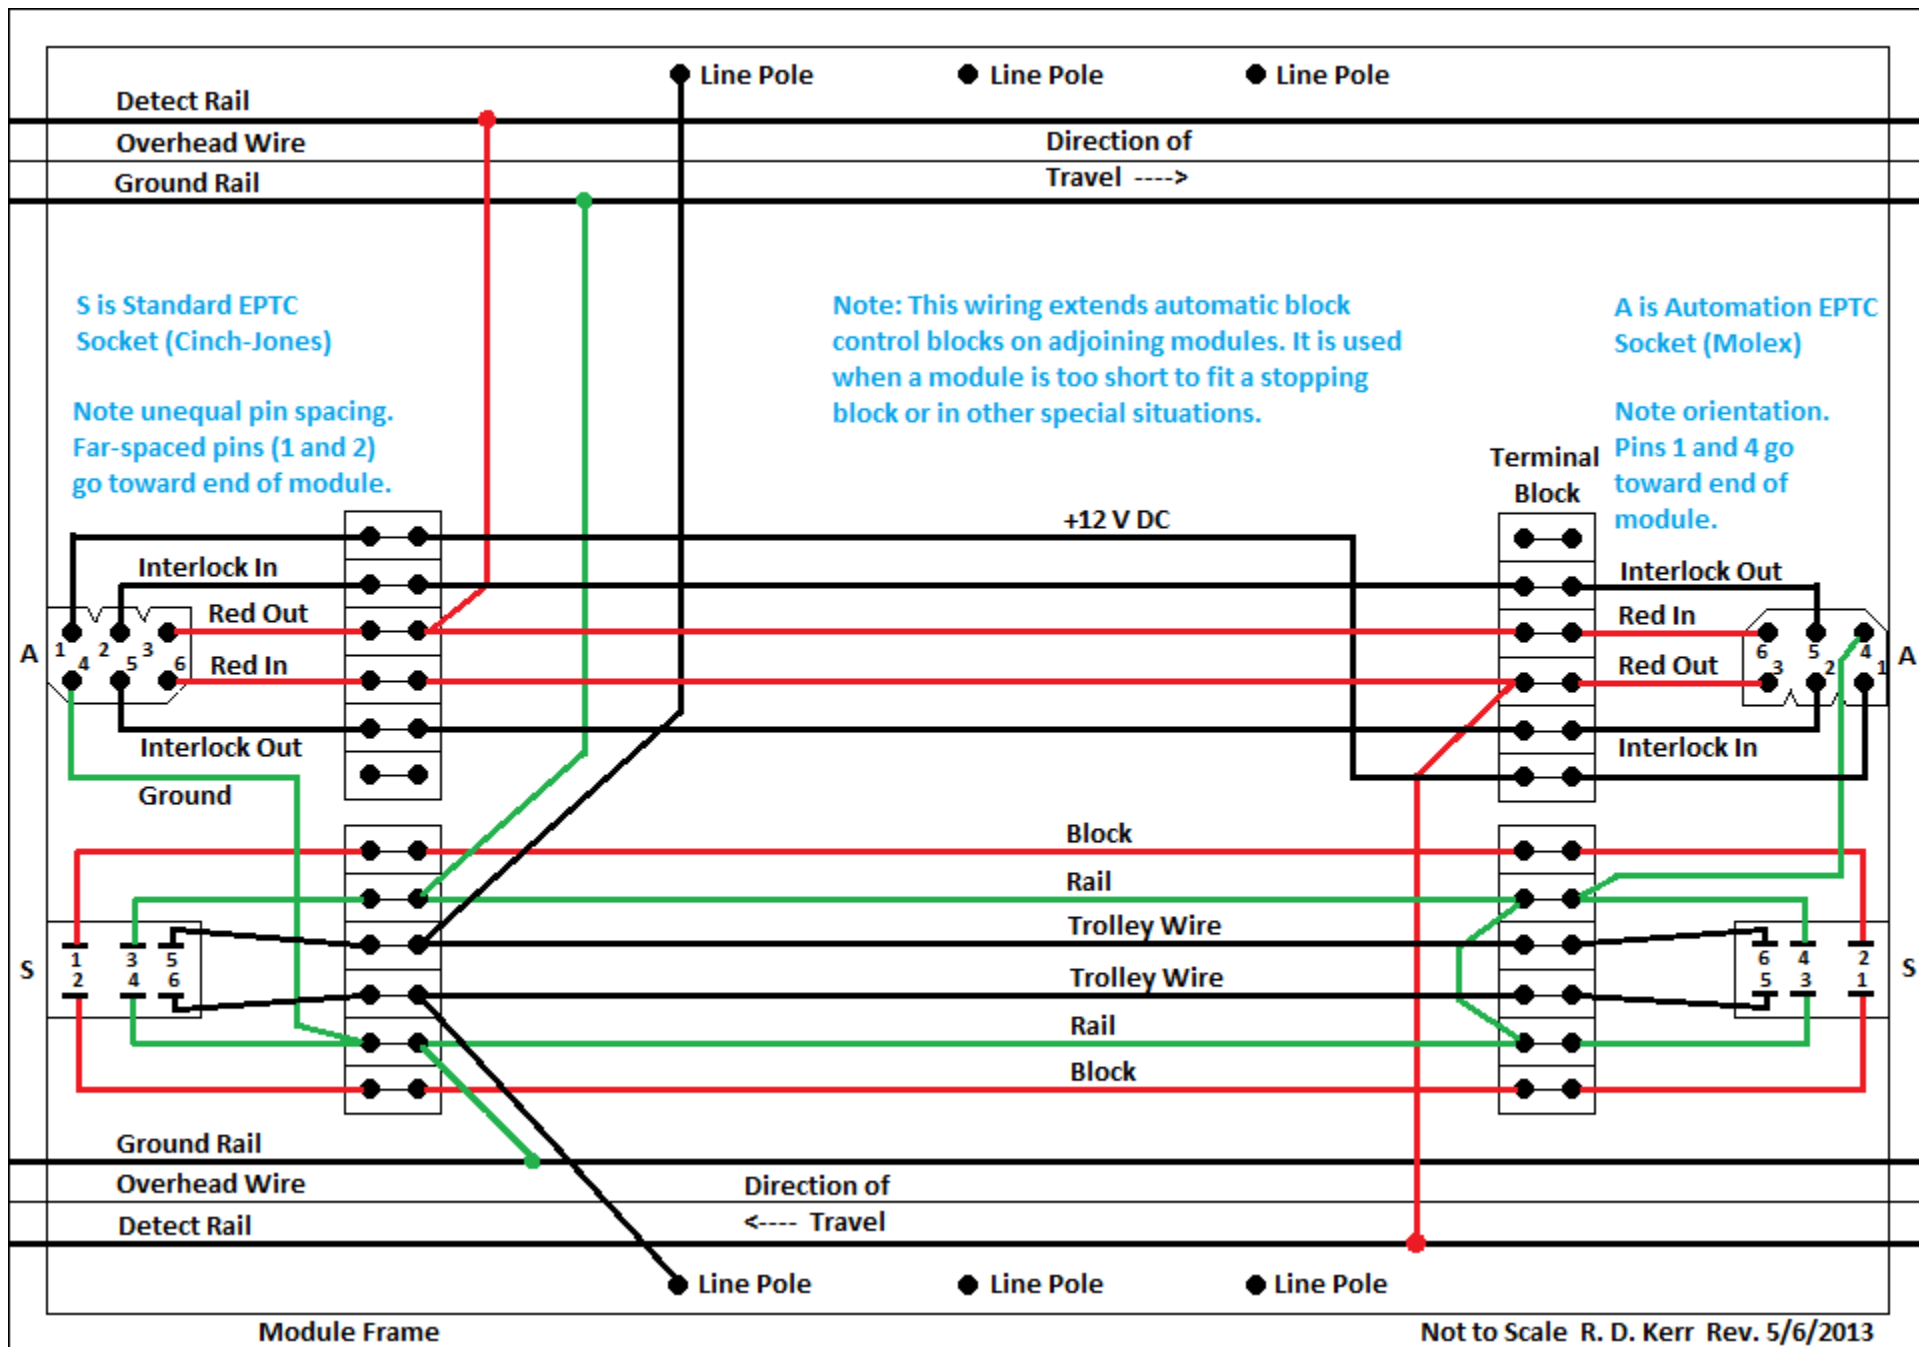 Line Pole
Line Pole
Line Pole
Detect Rail
Overhead Wire
Ground Rail
Direction of
Travel ---->
S is Standard EPTC
Socket (Cinch-Jones)
Note unequal pin spacing.
Far-spaced pins (1 and 2)
go toward end of module.
Note: This wiring extends automatic block
control blocks on adjoining modules. It is used
when a module is too short to fit a stopping
block or in other special situations.
A is Automation EPTC
Socket (Molex)
Note orientation.
Pins 1 and 4 go
toward end of
module.
Terminal
Block
+12 V DC
Interlock In
Red Out
Red In
Interlock Out
Ground
A
1 2 3
4 5 6
Interlock Out
Red In
Red Out
Interlock In
6 5 4
3 2 1
A
Block
Rail
Trolley Wire
Trolley Wire
Rail
Block
S
1 3 5
2 4 6
6 4 2
5 3 1
S
Ground Rail
Overhead Wire
Detect Rail
Direction of
<---- Travel
Line Pole
Line Pole
Line Pole
Module Frame
Not to Scale R. D. Kerr Rev. 5/6/2013